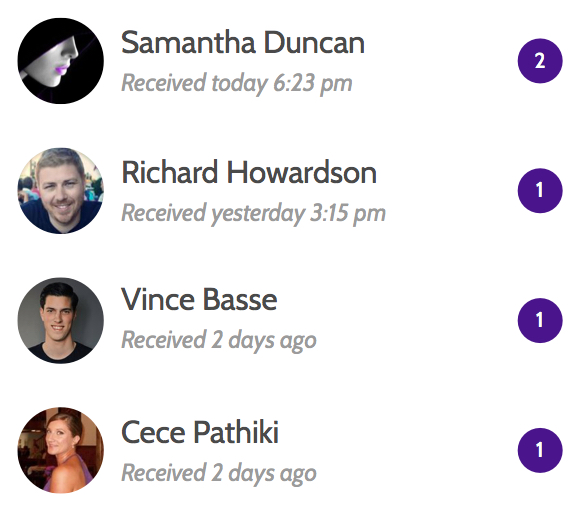 Samantha Duncan
Received today 6:23 pm
2
Richard Howardson
Received yesterday 3:15 pm
1
Vince Basse
Received 2 days ago
1
Cece Pathiki
Received 2 days ago
1